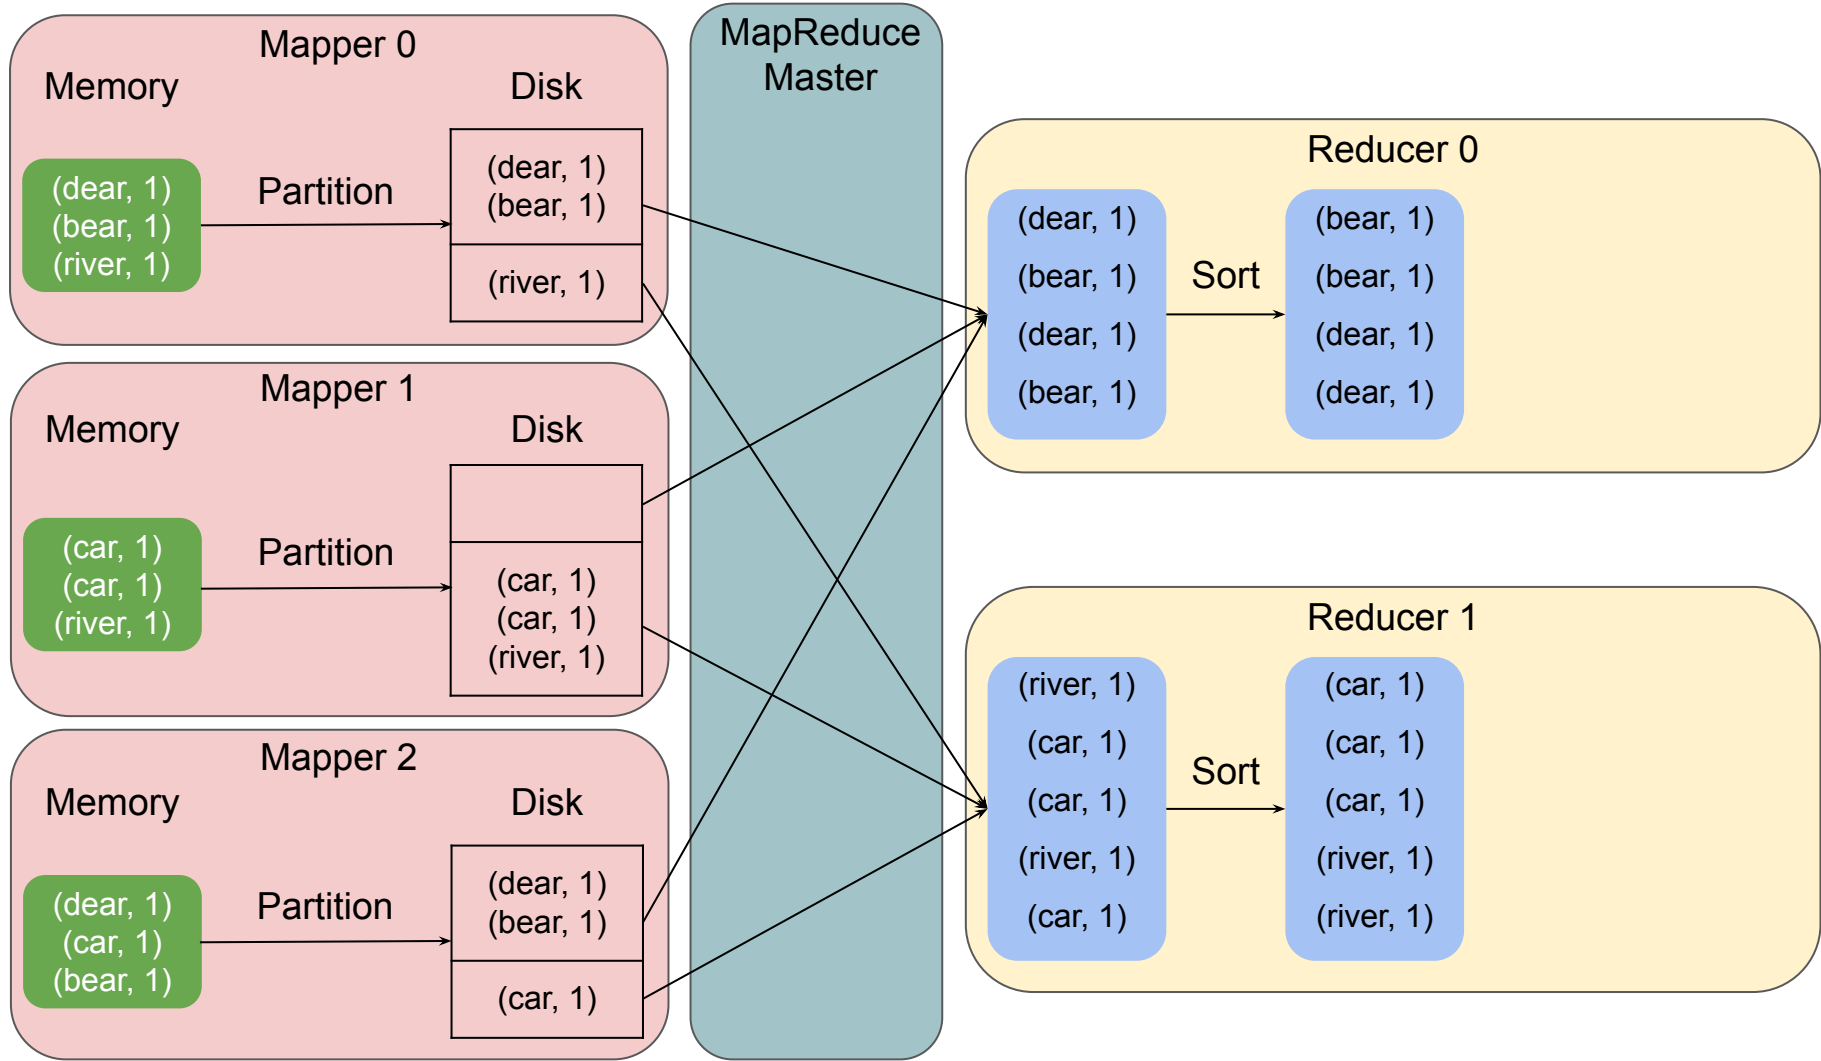 Mapper 0
Memory
Disk
(dear, 1)
(bear, 1)
(river, 1)
Partition
(dear, 1)
(bear, 1)
(river, 1)
Mapper 1
Memory
Disk
(car, 1)
(car, 1)
(river, 1)
Partition
(car, 1)
(car, 1)
(river, 1)
Mapper 2
Memory
Disk
(dear, 1)
(car, 1)
(bear, 1)
Partition
(dear, 1)
(bear, 1)
(car, 1)
MapReduce
Master
Reducer 0
(dear, 1)
(bear, 1)
(dear, 1)
(bear, 1)
Sort
(bear, 1)
(bear, 1)
(dear, 1)
(dear, 1)
Reducer 1
(river, 1)
(car, 1)
(car, 1)
(river, 1)
(car, 1)
Sort
(car, 1)
(car, 1)
(car, 1)
(river, 1)
(river, 1)